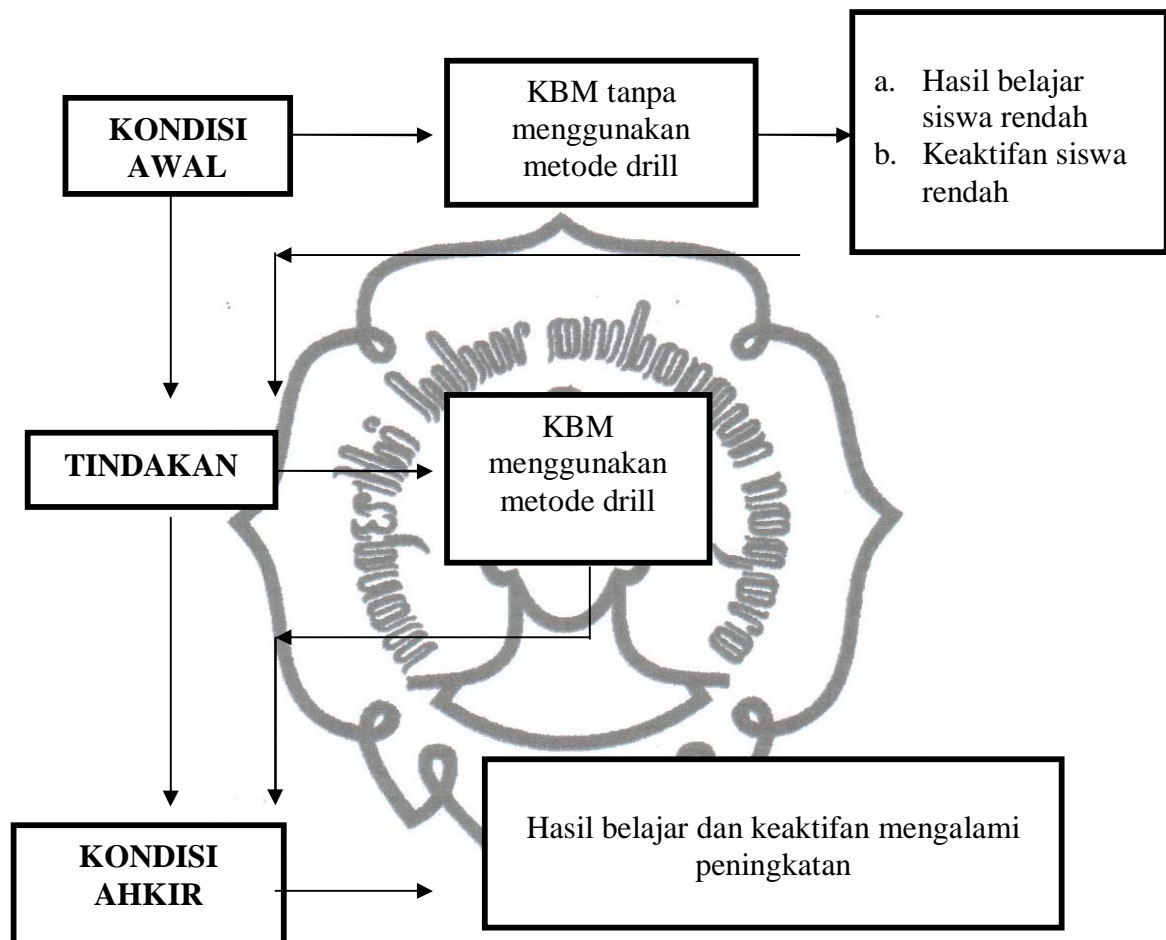 KONDISI
AWAL
KBM tanpa
menggunakan
metode drill
a. Hasil belajar
siswa rendah
b. Keaktifan siswa
rendah
TINDAKAN
KBM
menggunakan
metode drill
KONDISI
AHKIR
Hasil belajar dan keaktifan mengalami
peningkatan